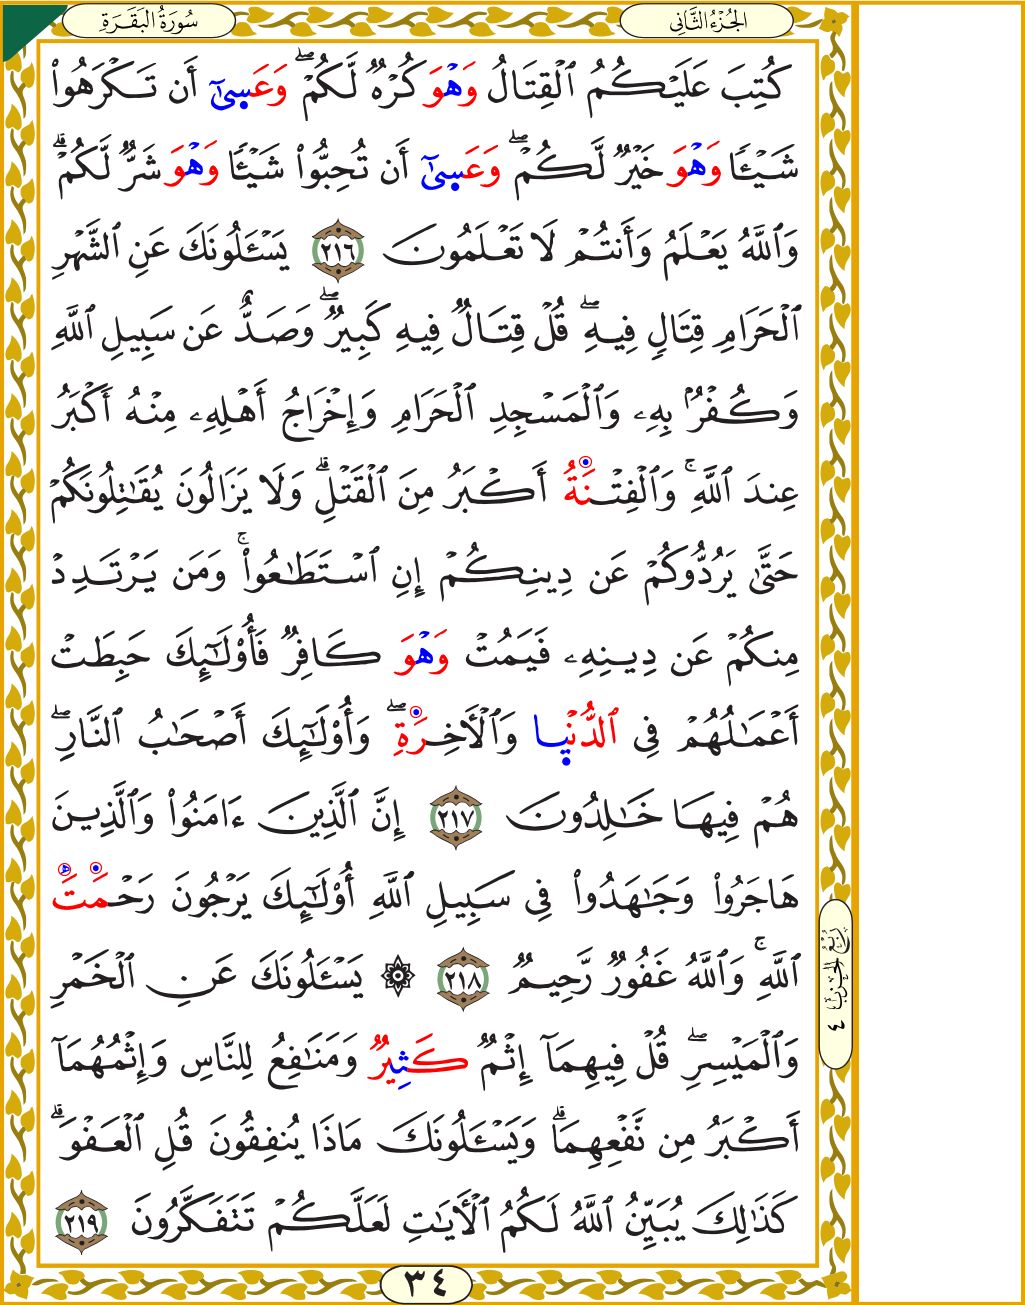 الجُزْءُ الثَّانِي
سُورَةُ البَقَرَةِ
كُتِبَ عَلَيۡكُمُ ٱلۡقِتَالُ وَهۡوَ كُرۡهٌ لَّكُمۡۖ وَعَسٜىٰٓ أَن تَكۡرَهُواْ
شَيۡـًٔا وَهۡوَ خَيۡرٌ لَّكُمۡۖ وَعَسٜىٰٓ أَن تُحِبُّواْ شَيۡـًٔا وَهۡوَ شَرٌّ لَّكُمۡۗ
وَٱللَّهُ يَعۡلَمُ وَأَنتُمۡ لَا تَعۡلَمُونَ ٢١٦ يَسۡـَٔلُونَكَ عَنِ ٱلشَّهۡرِ
ٱلۡحَرَامِ قِتَالٍ فِيهِۖ قُلۡ قِتَالٌ فِيهِ كَبِيرٌۖ وَصَدٌّ عَن سَبِيلِ ٱللَّهِ
وَكُفۡرُۢ بِهِۦ وَٱلۡمَسۡجِدِ ٱلۡحَرَامِ وَإِخۡرَاجُ أَهۡلِهِۦ مِنۡهُ أَكۡبَرُ
عِندَ ٱللَّهِۚ وَٱلۡفِتۡنَةُ أَكۡبَرُ مِنَ ٱلۡقَتۡلِۗ وَلَا يَزَالُونَ يُقَٰتِلُونَكُمۡ
حَتَّىٰ يَرُدُّوكُمۡ عَن دِينِكُمۡ إِنِ ٱسۡتَطَٰعُواْۚ وَمَن يَرۡتَدِدۡ
مِنكُمۡ عَن دِينِهِۦ فَيَمُتۡ وَهۡوَ كَافِرٌ فَأُوْلَٰٓئِكَ حَبِطَتۡ
أَعۡمَٰلُهُمۡ فِي ٱلدُّنۡيٜا وَٱلۡأٓخِرَةِۖ وَأُوْلَٰٓئِكَ أَصۡحَٰبُ ٱلنَّارِۖ
هُمۡ فِيهَا خَٰلِدُونَ ٢١٧ إِنَّ ٱلَّذِينَ ءَامَنُواْ وَٱلَّذِينَ
هَاجَرُواْ وَجَٰهَدُواْ فِي سَبِيلِ ٱللَّهِ أُوْلَٰٓئِكَ يَرۡجُونَ رَحۡمَتَ
ٱللَّهِۚ وَٱللَّهُ غَفُورٌ رَّحِيمٌ ٢١٨ ۞ يَسۡـَٔلُونَكَ عَنِ ٱلۡخَمۡرِ
وَٱلۡمَيۡسِرِۖ قُلۡ فِيهِمَآ إِثۡمٌ كَثِيرٌ وَمَنَٰفِعُ لِلنَّاسِ وَإِثۡمُهُمَآ
أَكۡبَرُ مِن نَّفۡعِهِمَاۗ وَيَسۡـَٔلُونَكَ مَاذَا يُنفِقُونَ قُلِ ٱلۡعَفۡوَۗ
كَذَٰلِكَ يُبَيِّنُ ٱللَّهُ لَكُمُ ٱلۡأٓيَٰتِ لَعَلَّكُمۡ تَتَفَكَّرُونَ ٢١٩
رُبُعُ الحِزْبِ ٤
٣٤